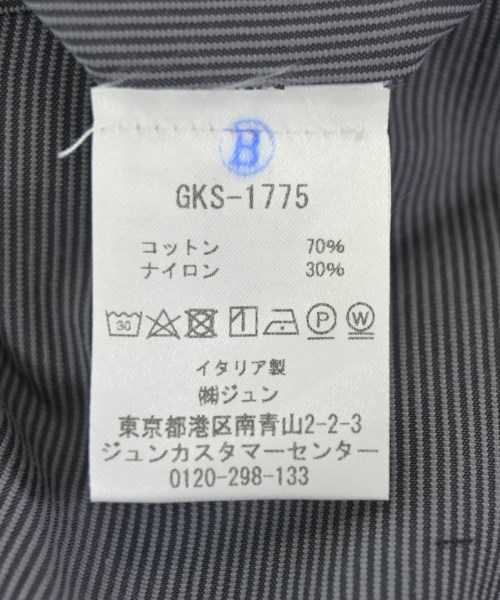 B
GKS-1775
コットン 70%
ナイロン 30%
30 P W
イタリア製
㈱ジュン
東京都港区南青山2-2-3
ジュンカスタマーセンター
0120-298-133